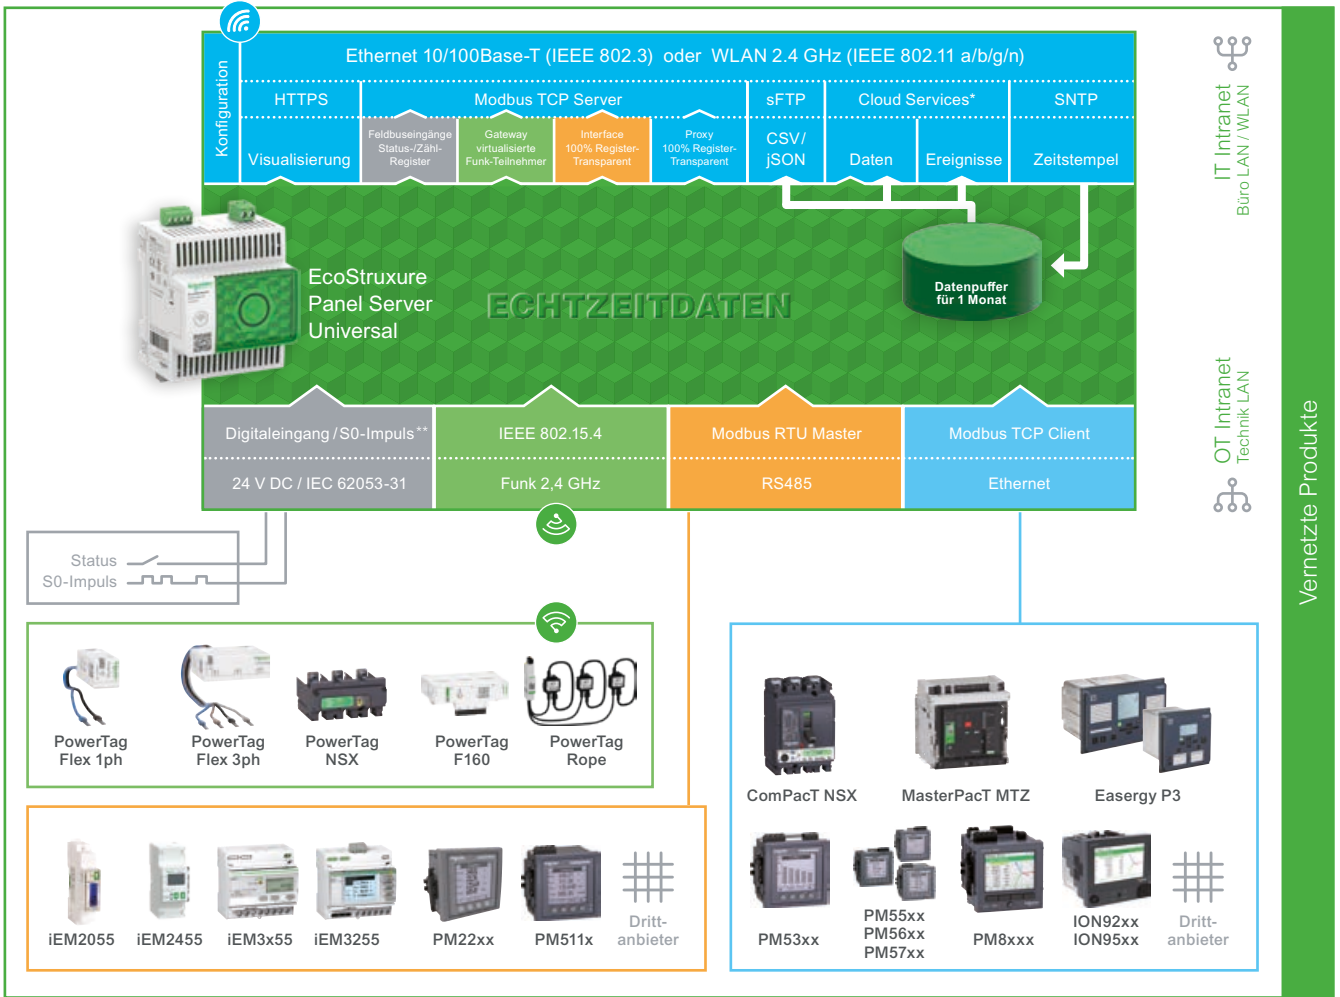 Konfiguration
Ethernet 10/100Base-T (IEEE 802.3) oder WLAN 2.4 GHz (IEEE 802.11 a/b/g/n)
HTTPS
Modbus TCP Server
sFTP
Cloud Services*
SNTP
Visualisierung
Feldbuseingänge
Status-/Zähl-
Register
Gateway
virtualisierte
Funk-Teilnehmer
Interface
100% Register-
Transparent
Proxy
100% Register-
Transparent
CSV/
jSON
Daten
Ereignisse
Zeitstempel
IT Intranet
Büro LAN / WLAN
EcoStruxure
Panel Server
Universal
ECHTZEITDATEN
Datenpuffer
für 1 Monat
OT Intranet
Technik LAN
Vernetzte Produkte
Digitaleingang / S0-Impuls**
IEEE 802.15.4
Modbus RTU Master
Modbus TCP Client
24 V DC / IEC 62053-31
Funk 2,4 GHz
RS485
Ethernet
Status
S0-Impuls
PowerTag
Flex 1ph
PowerTag
Flex 3ph
PowerTag
NSX
PowerTag
F160
PowerTag
Rope
ComPacT NSX
MasterPacT MTZ
Easergy P3
iEM2055
iEM2455
iEM3x55
iEM3255
PM22xx
PM511x
Dritt-
anbieter
PM53xx
PM55xx
PM56xx
PM57xx
PM8xxx
ION92xx
ION95xx
Dritt-
anbieter